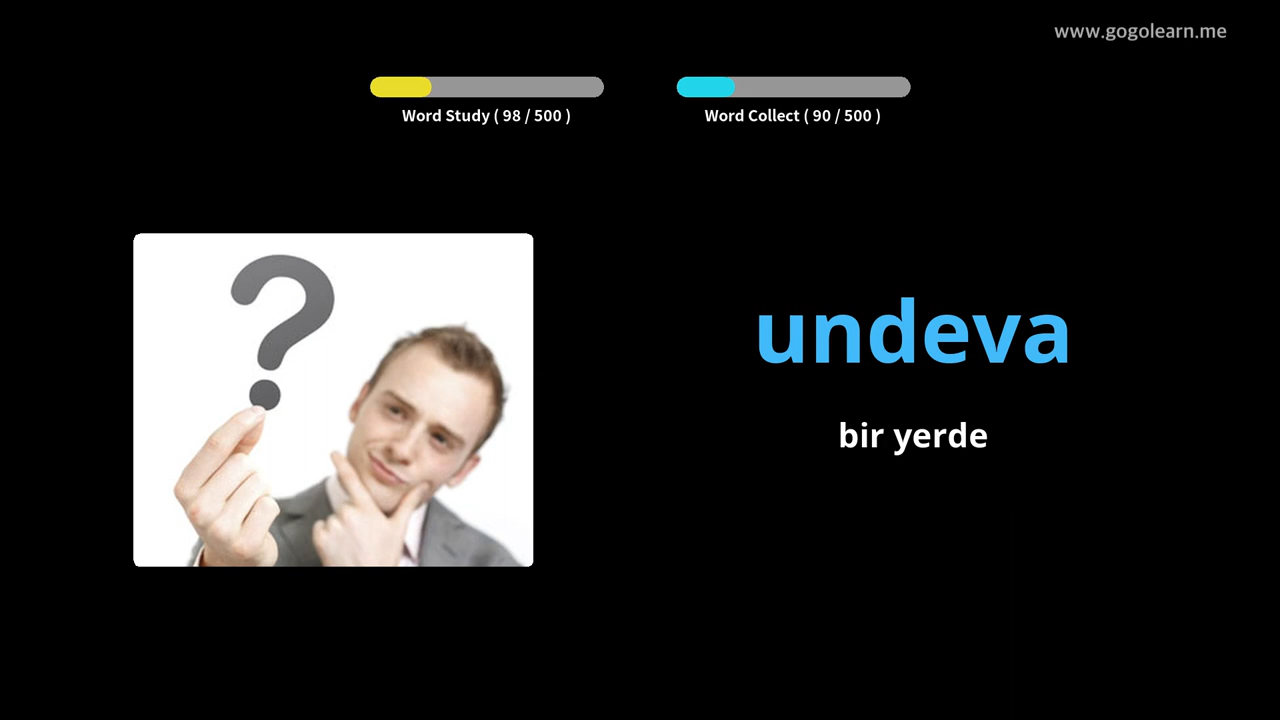 www.gogolearn.me
Word Study ( 98 / 500 )
Word Collect ( 90 / 500 )
?
undeva
bir yerde